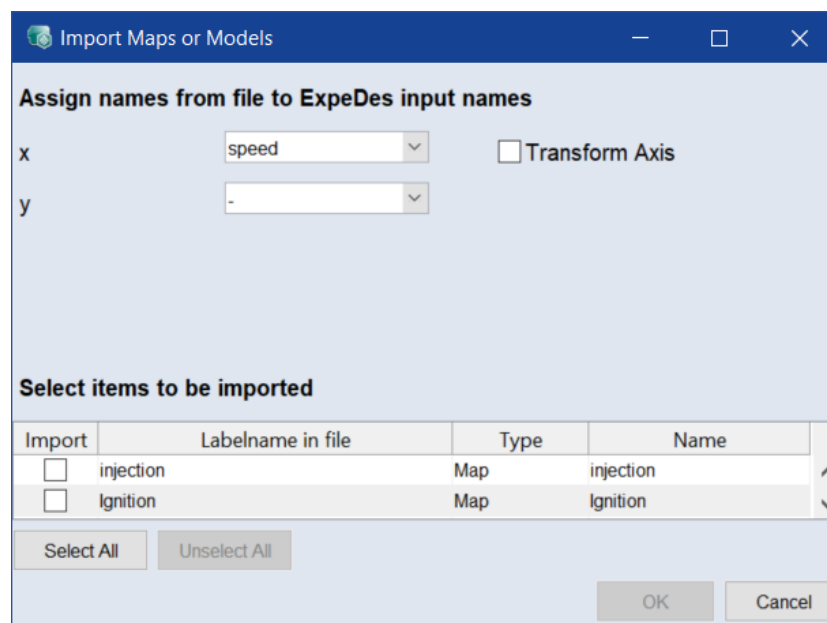 Import Maps or Models
Assign names from file to ExpeDes input names
x speed Transform Axis
y -
Select items to be imported
Import Labelname in file Type Name
injection Map injection
Ignition Map Ignition
Select All Unselect All
OK Cancel